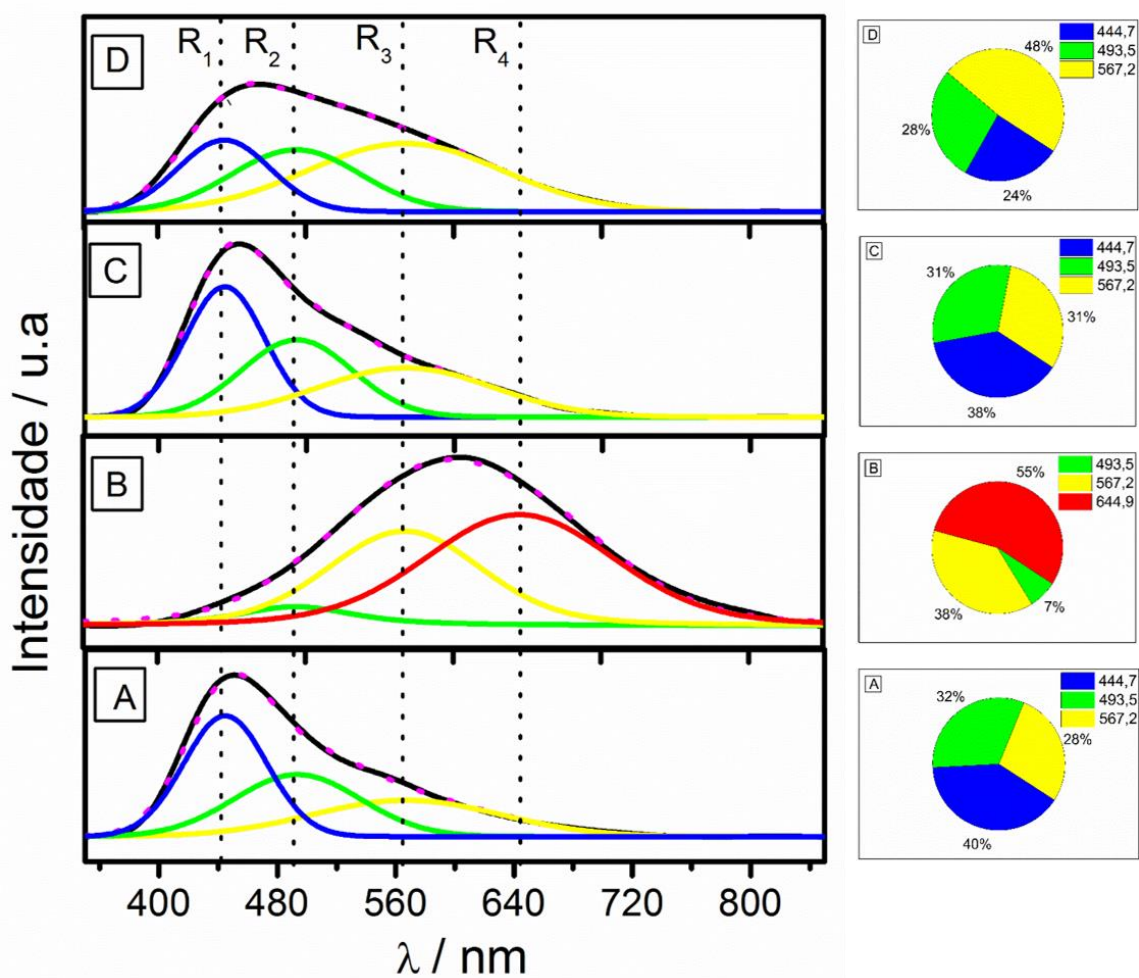 D
R₁
R₂
R₃
R₄
C
B
A
Intensidade / u.a
400 480 560 640 720 800
λ / nm
D
444,7
493,5
567,2
48%
28%
24%
C
444,7
493,5
567,2
31%
31%
38%
B
493,5
567,2
644,9
55%
38%
7%
A
444,7
493,5
567,2
32%
28%
40%